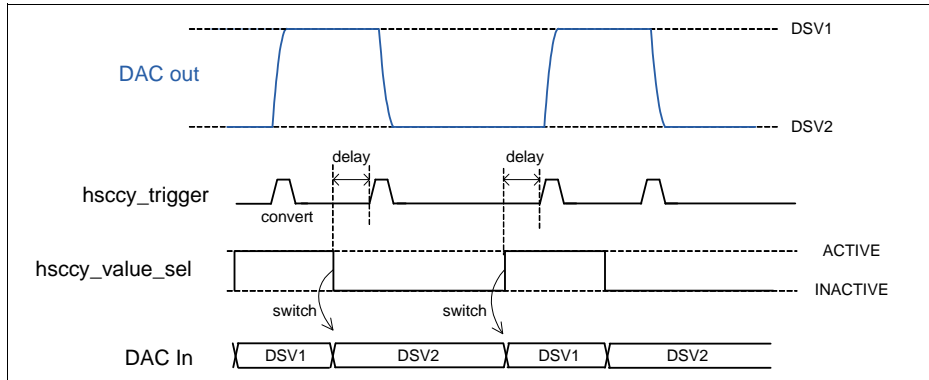 DSV1
DAC out
DSV2
delay
delay
hsccy_trigger
convert
ACTIVE
hsccy_value_sel
INACTIVE
switch
switch
DAC In
DSV1
DSV2
DSV1
DSV2